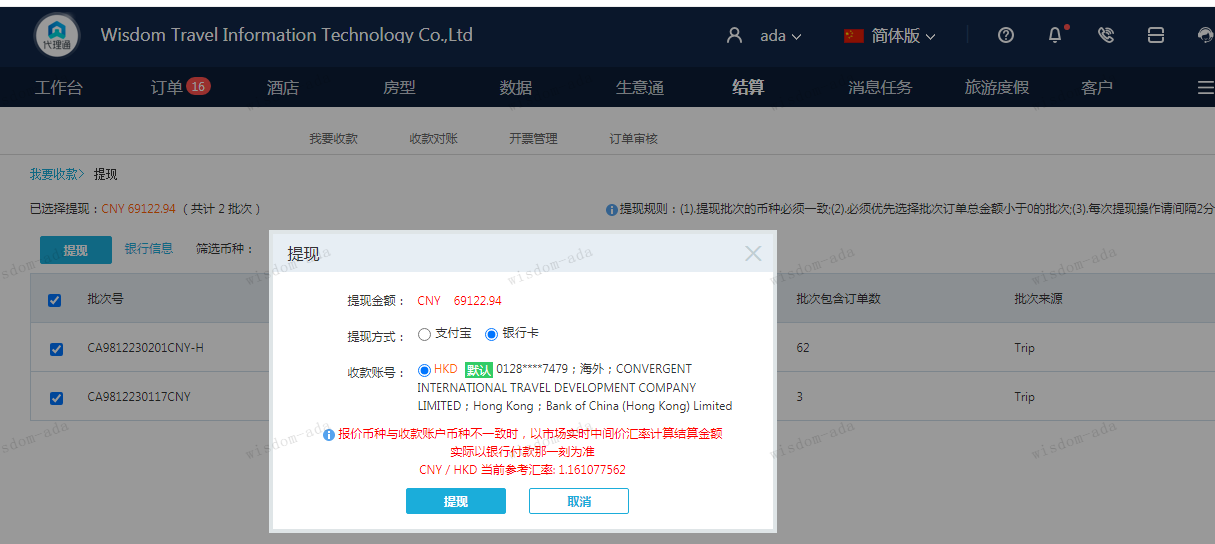 代理通
Wisdom Travel Information Technology Co.,Ltd
ada
简体版
工作台
订单 16
酒店
房型
数据
生意通
结算
消息任务
旅游度假
客户
我要收款
收款对账
开票管理
订单审核
我要收款> 提现
已选择提现：CNY 69122.94 （ 共计 2 批次 ）
提现规则：(1).提现批次的币种必须一致;(2).必须优先选择批次订单总金额小于0的批次;(3).每次提现操作请间隔2分
提现
银行信息
筛选币种：
批次号
批次包含订单数
批次来源
CA9812230201CNY-H
62
Trip
CA9812230117CNY
3
Trip
提现
提现金额： CNY 69122.94
提现方式： 支付宝 银行卡
收款账号： HKD 默认 0128****7479；海外；CONVERGENT
INTERNATIONAL TRAVEL DEVELOPMENT COMPANY
LIMITED；Hong Kong；Bank of China (Hong Kong) Limited
报价币种与收款账户币种不一致时，以市场实时中间价汇率计算结算金额
实际以银行付款那一刻为准
CNY / HKD 当前参考汇率: 1.161077562
提现
取消
wisdom-ada
wisdom-ada
wisdom-ada
wisdom-ada
wisdom-ada
wisdom-ada